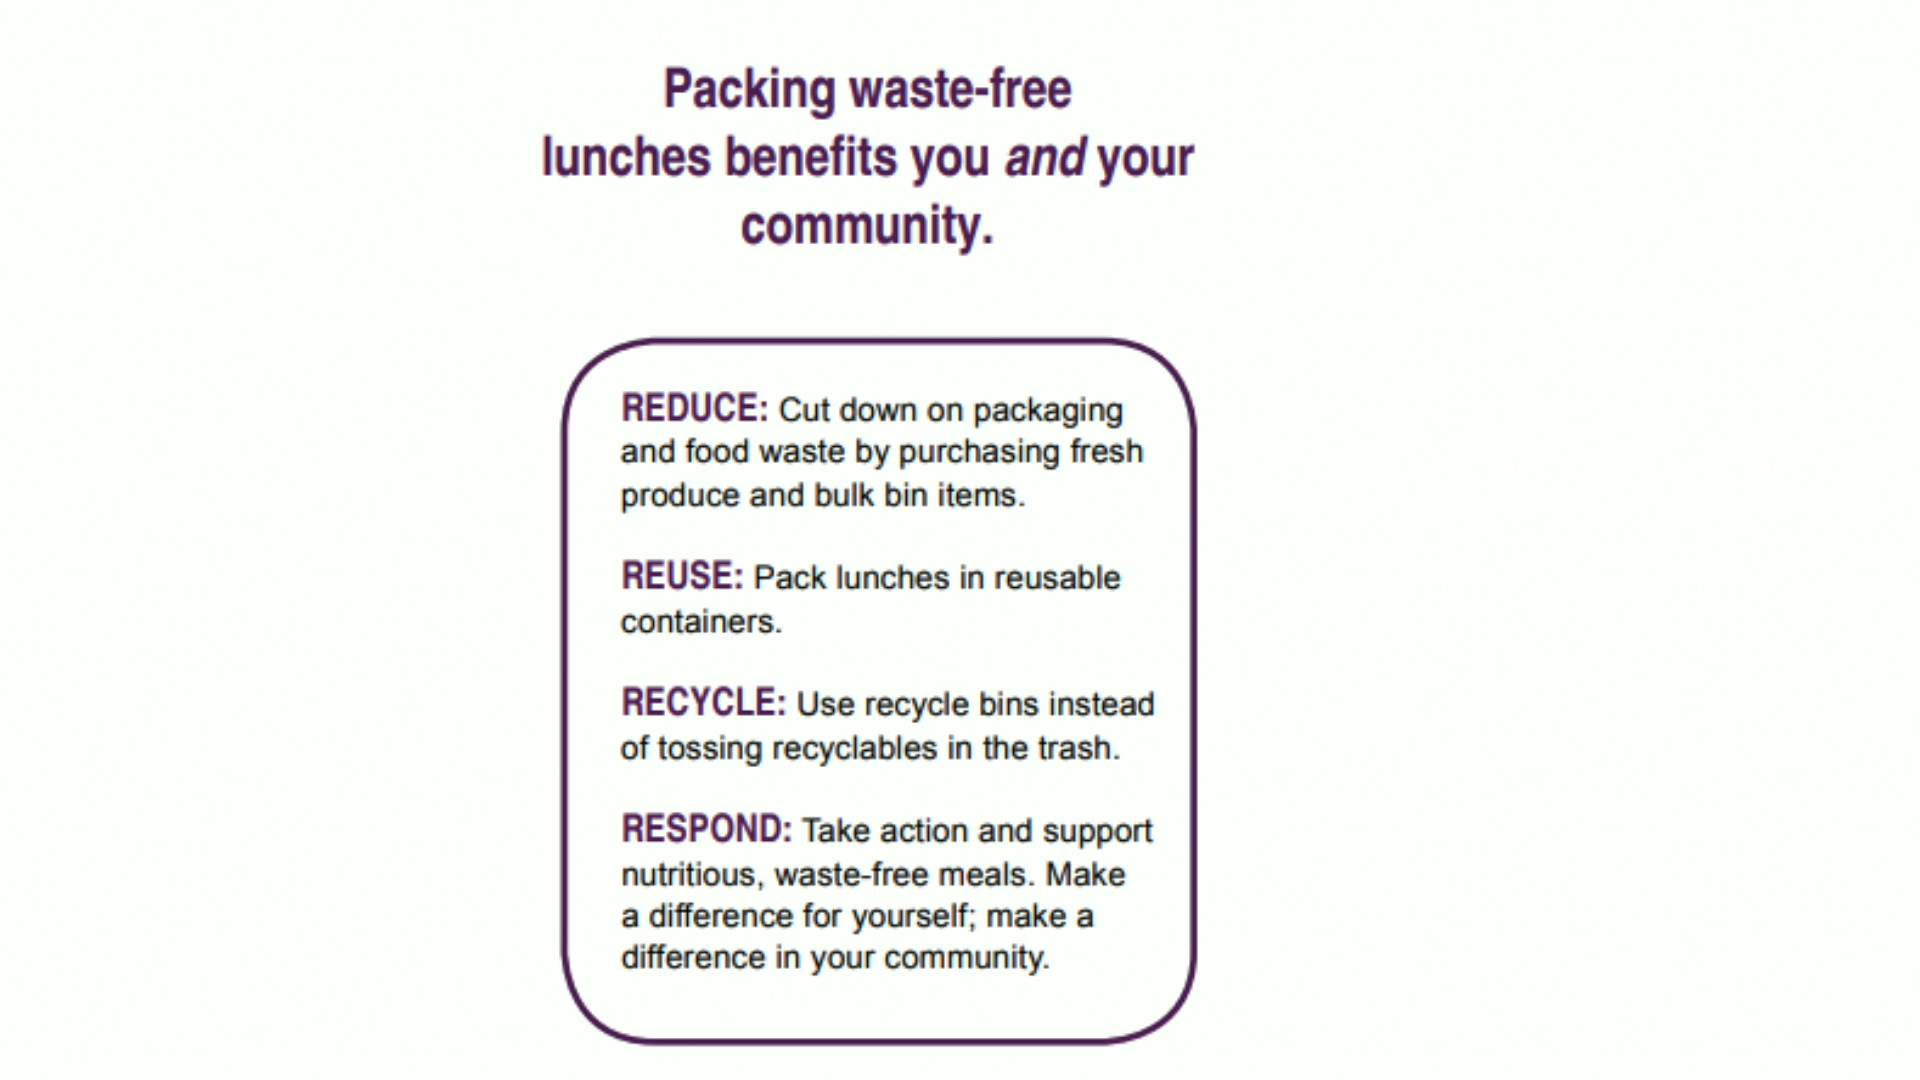 Packing waste-free
lunches benefits you and your
community.
REDUCE: Cut down on packaging
and food waste by purchasing fresh
produce and bulk bin items.
REUSE: Pack lunches in reusable
containers.
RECYCLE: Use recycle bins instead
of tossing recyclables in the trash.
RESPOND: Take action and support
nutritious, waste-free meals. Make
a difference for yourself; make a
difference in your community.